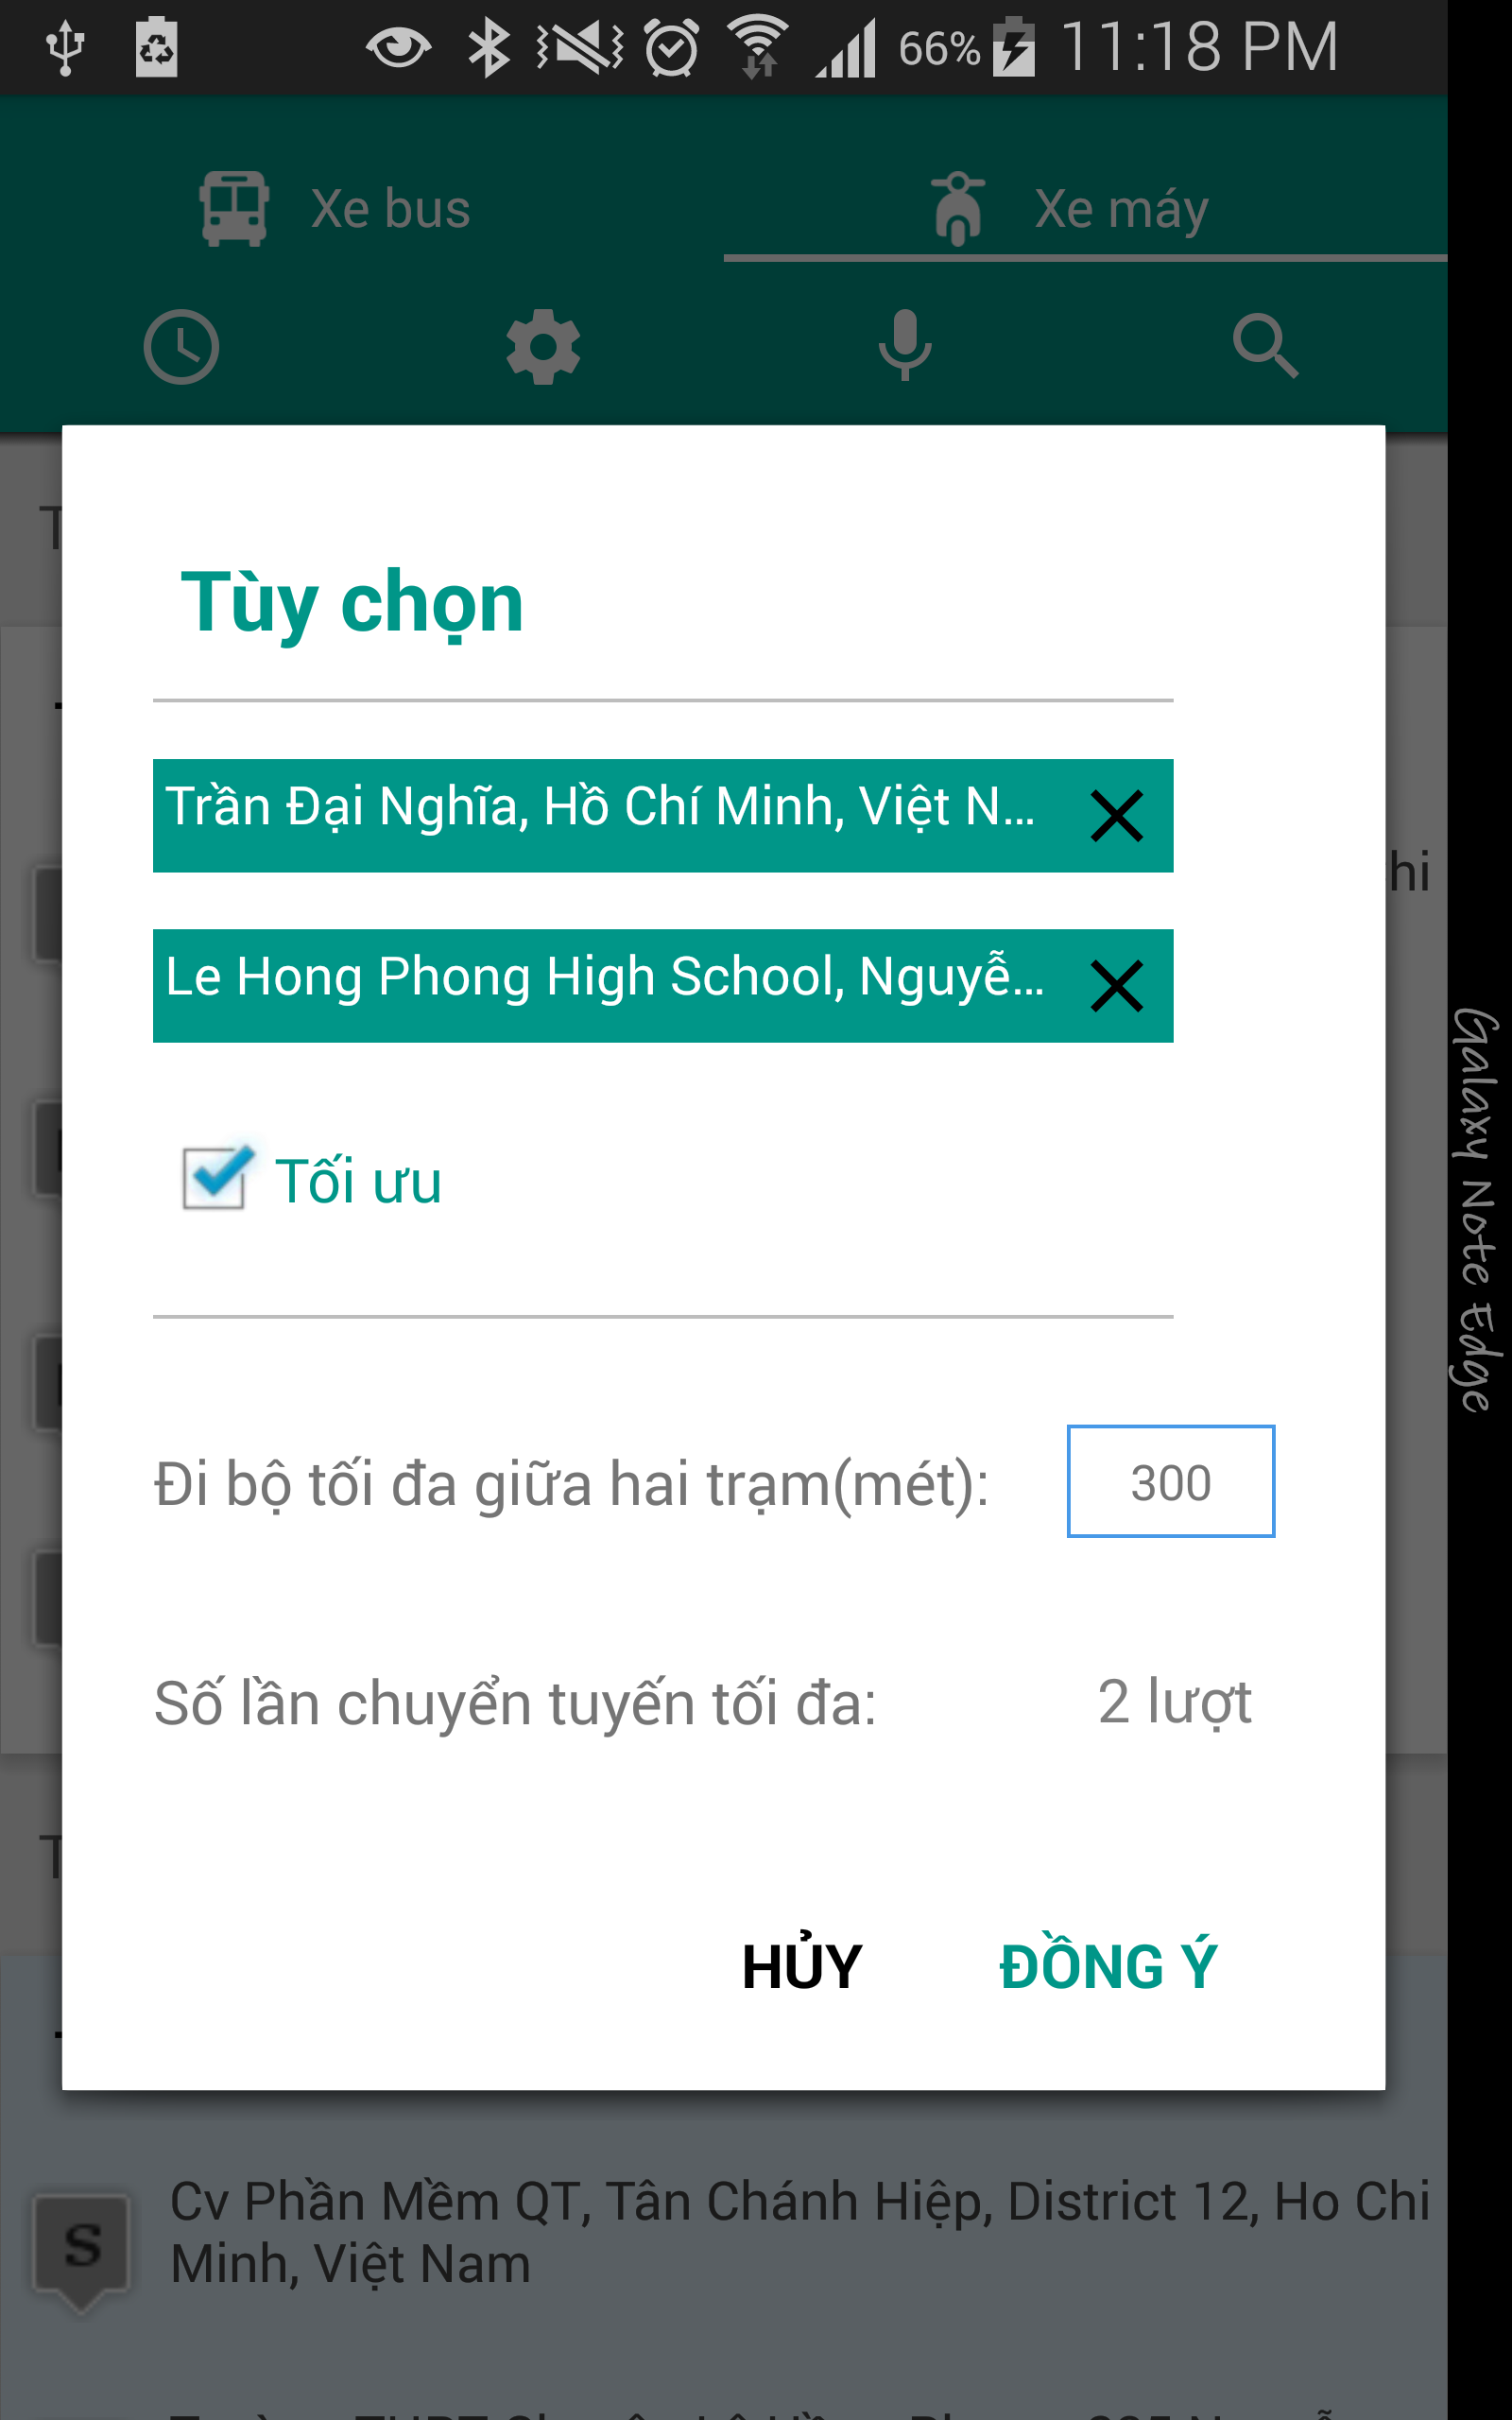 66% 11:18 PM
Xe bus
Xe máy
Tùy chọn
Trần Đại Nghĩa, Hồ Chí Minh, Việt N...
hi
Le Hong Phong High School, Nguyễ...
Galaxy Note Edge
Tối ưu
Đi bộ tối đa giữa hai trạm(mét):
300
Số lần chuyển tuyến tối đa:
2 lượt
HỦY
ĐỒNG Ý
S
Cv Phần Mềm QT, Tân Chánh Hiệp, District 12, Ho Chi
Minh, Việt Nam